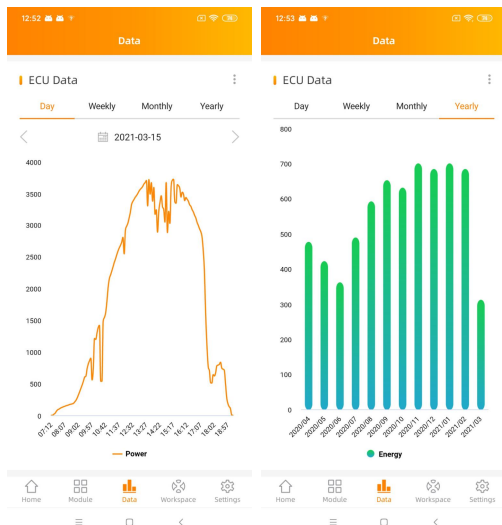 12:52
Data
ECU Data
Day Weekly Monthly Yearly
2021-03-15
4000
3500
3000
2500
2000
1500
1000
500
0
07:12 08:07 09:02 09:57 10:42 11:37 12:32 13:27 14:22 15:17 16:12 17:07 18:02 18:57
Power
Home Module Data Workspace Settings
12:53
Data
ECU Data
Day Weekly Monthly Yearly
800
700
600
500
400
300
200
100
0
2020/04 2020/05 2020/06 2020/07 2020/08 2020/09 2020/10 2020/11 2020/12 2021/01 2021/02 2021/03
Energy
Home Module Data Workspace Settings